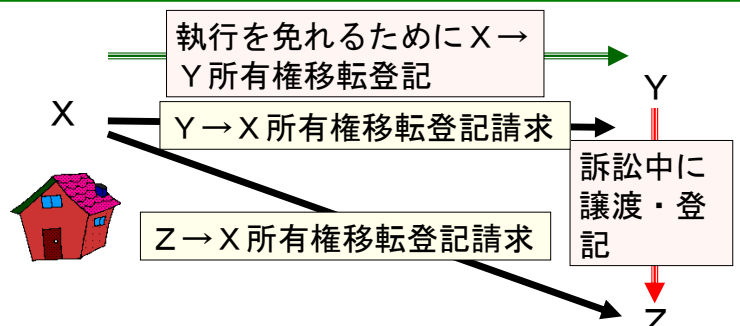 執行を免れるためにＸ→
Ｙ所有権移転登記
Ｘ
Ｙ
Ｙ→Ｘ所有権移転登記請求
訴訟中に
譲渡・登
記
Ｚ→Ｘ所有権移転登記請求
Ｚ